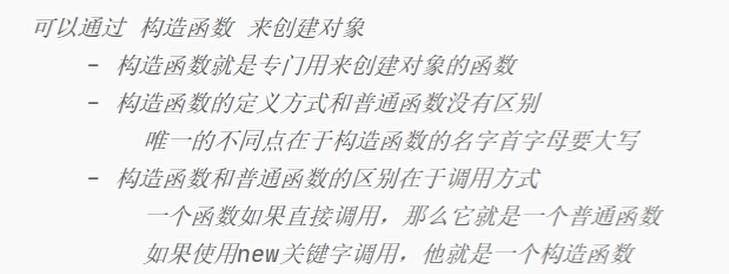 可以通过 构造函数 来创建对象
- 构造函数就是专门用来创建对象的函数
- 构造函数的定义方式和普通函数没有区别
唯一的不同点在于构造函数的名字首字母要大写
- 构造函数和普通函数的区别在于调用方式
一个函数如果直接调用，那么它就是一个普通函数
如果使用new关键字调用，他就是一个构造函数